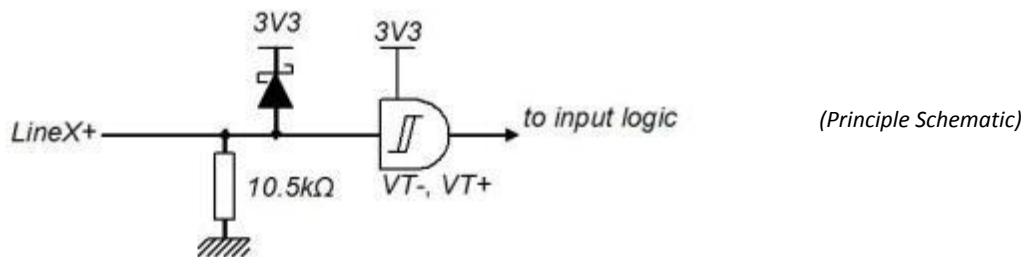 3V3
3V3
LineX+
to input logic
(Principle Schematic)
10.5kΩ
VT-, VT+